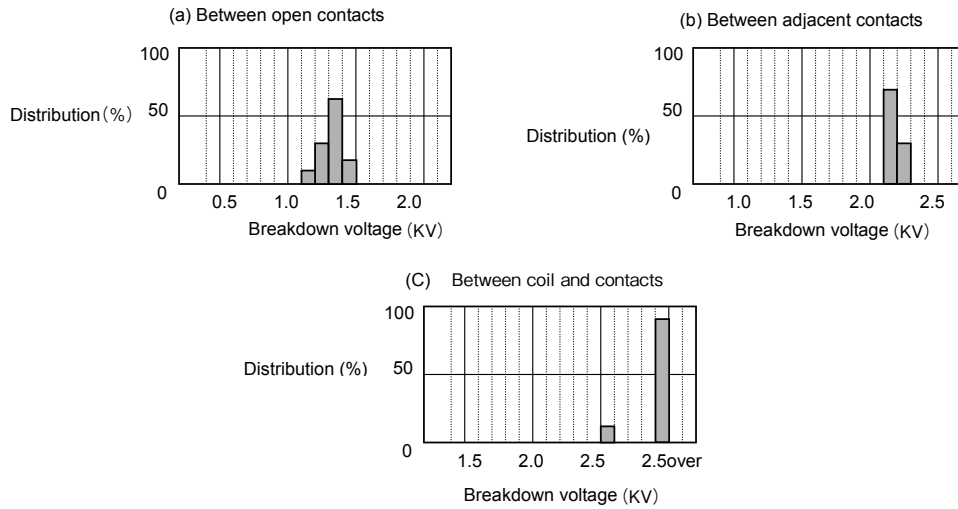 (a) Between open contacts
100
Distribution(%)
50
0
0.5 1.0 1.5 2.0
Breakdown voltage (KV)
(b) Between adjacent contacts
100
50
Distribution (%)
0
1.0 1.5 2.0 2.5
Breakdown voltage (KV)
(C) Between coil and contacts
100
50
Distribution (%)
0
1.5 2.0 2.5 2.5over
Breakdown voltage (KV)